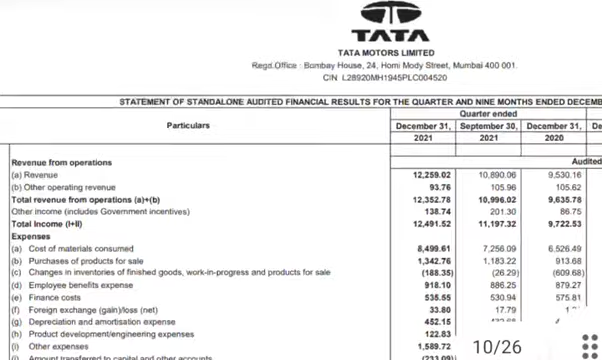 TATA
TATA MOTORS LIMITED
Regd.Office : Bombay House, 24, Homi Mody Street, Mumbai 400 001.
CIN L28920MH1945PLC004520
STATEMENT OF STANDALONE AUDITED FINANCIAL RESULTS FOR THE QUARTER AND NINE MONTHS ENDED DECEMB
Quarter ended
Particulars December 31, September 30, December 31, De
2021 2021 2020
Revenue from operations Audited
(a) Revenue 12,259.02 10,890.06 9,530.16
(b) Other operating revenue 93.76 105.96 105.62
Total revenue from operations (a)+(b) 12,352.78 10,996.02 9,635.78
Other income (includes Government incentives) 138.74 201.30 86.75
Total Income (I+II) 12,491.52 11,197.32 9,722.53
Expenses
(a) Cost of materials consumed 8,499.61 7,256.09 6,526.49
(b) Purchases of products for sale 1,342.76 1,183.22 913.68
(c) Changes in inventories of finished goods, work-in-progress and products for sale (188.35) (26.29) (609.68)
(d) Employee benefits expense 918.10 886.25 879.27
(e) Finance costs 535.55 530.94 575.81
(f) Foreign exchange (gain)/loss (net) 33.80 17.79
(g) Depreciation and amortisation expense 452.15
(h) Product development/engineering expenses 122.83
(i) Other expenses 1,589.72
(j) Amount transferred to capital and other accounts (233.09)
10/26